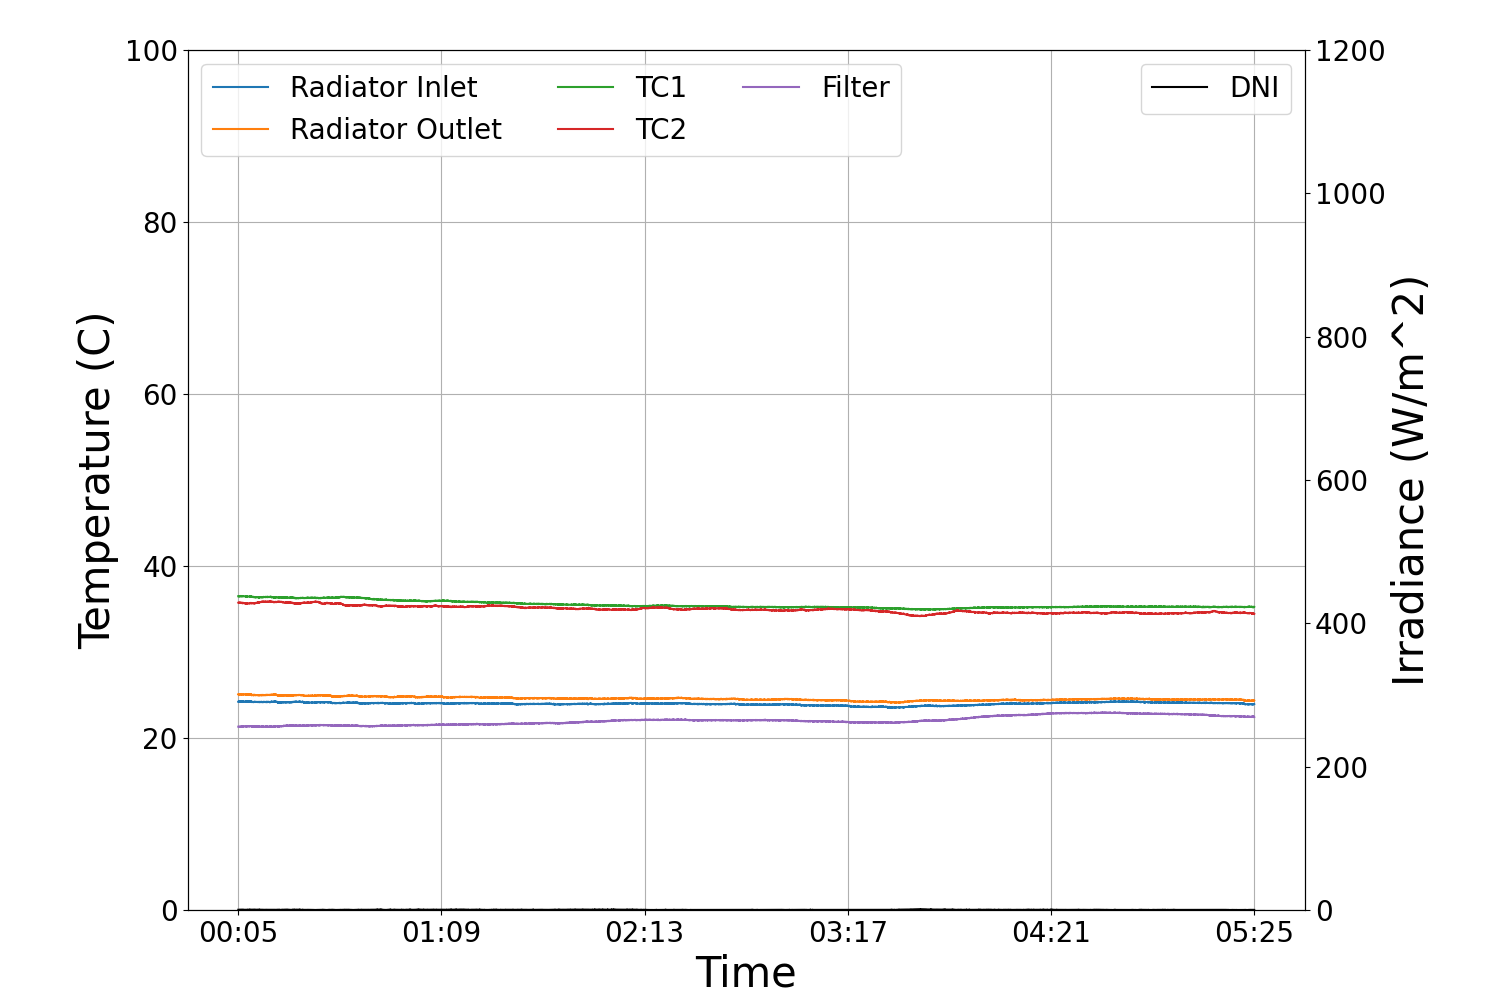 100
80
60
40
20
0
Temperature (C)
Radiator Inlet
Radiator Outlet
TC1
TC2
Filter
DNI
1200
1000
800
600
400
200
0
Irradiance (W/m^2)
00:05 01:09 02:13 03:17 04:21 05:25
Time